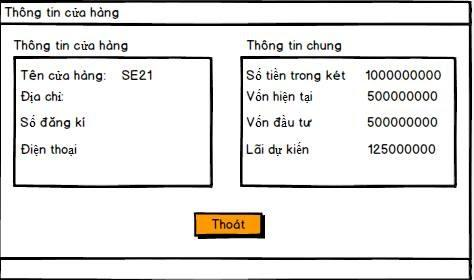 Thông tin cửa hàng
Thông tin cửa hàng
Tên cửa hàng: SE21
Địa chỉ:
Số đăng kí
Điện thoại
Thông tin chung
Số tiền trong két 1000000000
Vốn hiện tại 500000000
Vốn đầu tư 500000000
Lãi dự kiến 125000000
Thoát